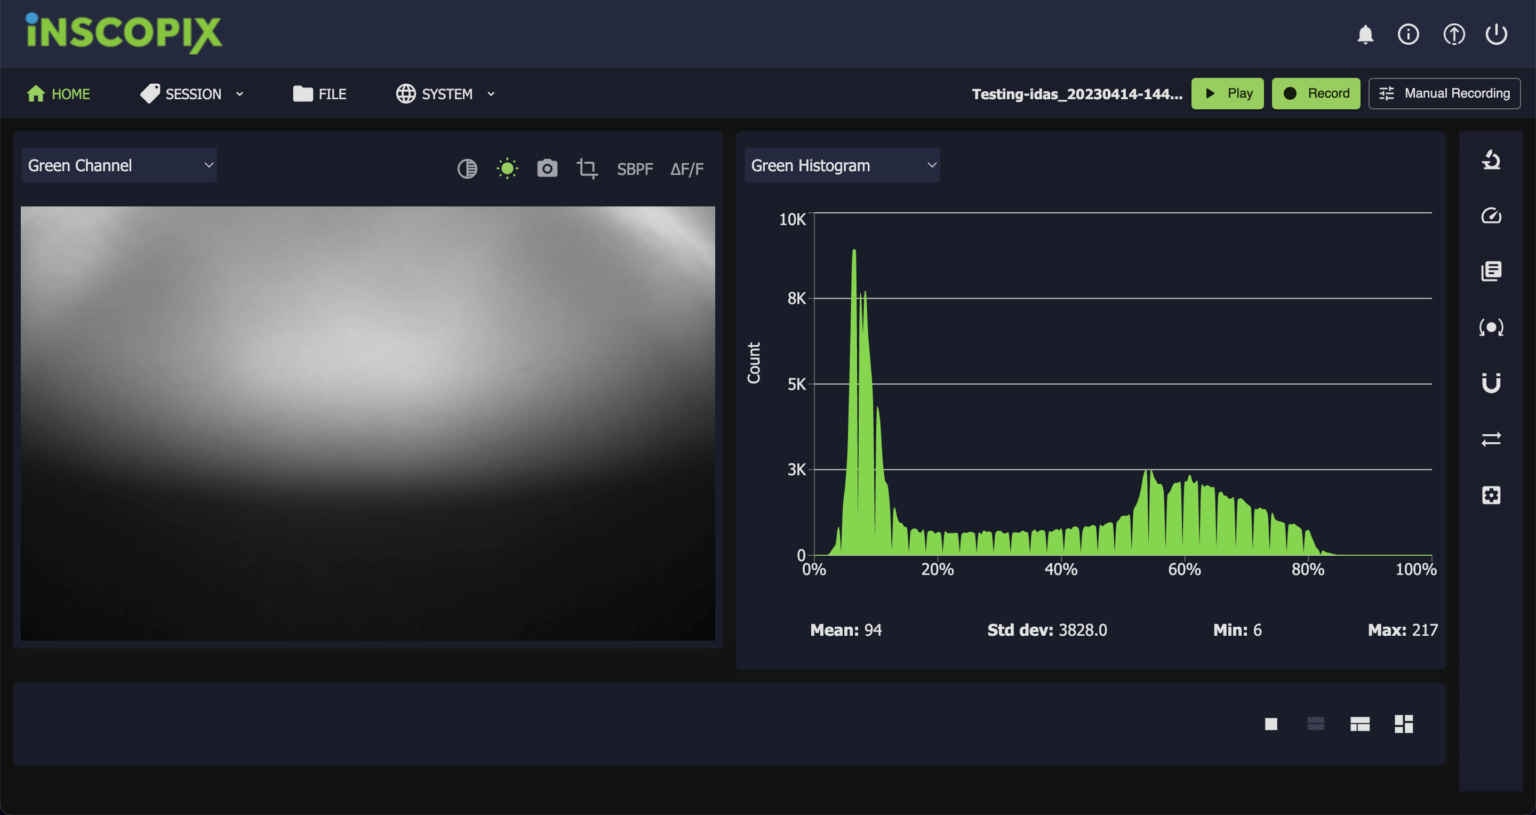 iNSCOPIX
HOME
SESSION
FILE
SYSTEM
Testing-idas_20230414-144...
Play
Record
Manual Recording
Green Channel
SBPF
ΔF/F
Green Histogram
10K
8K
5K
3K
0
Count
0%
20%
40%
60%
80%
100%
Mean: 94
Std dev: 3828.0
Min: 6
Max: 217